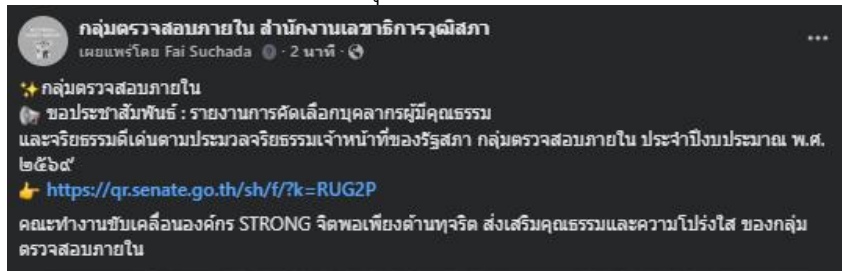 กลุ่มตรวจสอบภายใน สำนักงานเลขาธิการวุฒิสภา
เผยแพร่โดย Fai Suchada · 2 นาที ·
✨กลุ่มตรวจสอบภายใน
📢 ขอประชาสัมพันธ์ : รายงานการคัดเลือกบุคลากรผู้มีคุณธรรม
และจริยธรรมดีเด่นตามประมวลจริยธรรมเจ้าหน้าที่ของรัฐสภา กลุ่มตรวจสอบภายใน ประจำปีงบประมาณ พ.ศ.
๒๕๖๙
👉 https://qr.senate.go.th/sh/f/?k=RUG2P
คณะทำงานขับเคลื่อนองค์กร STRONG จิตพอเพียงต้านทุจริต ส่งเสริมคุณธรรมและความโปร่งใส ของกลุ่ม
ตรวจสอบภายใน